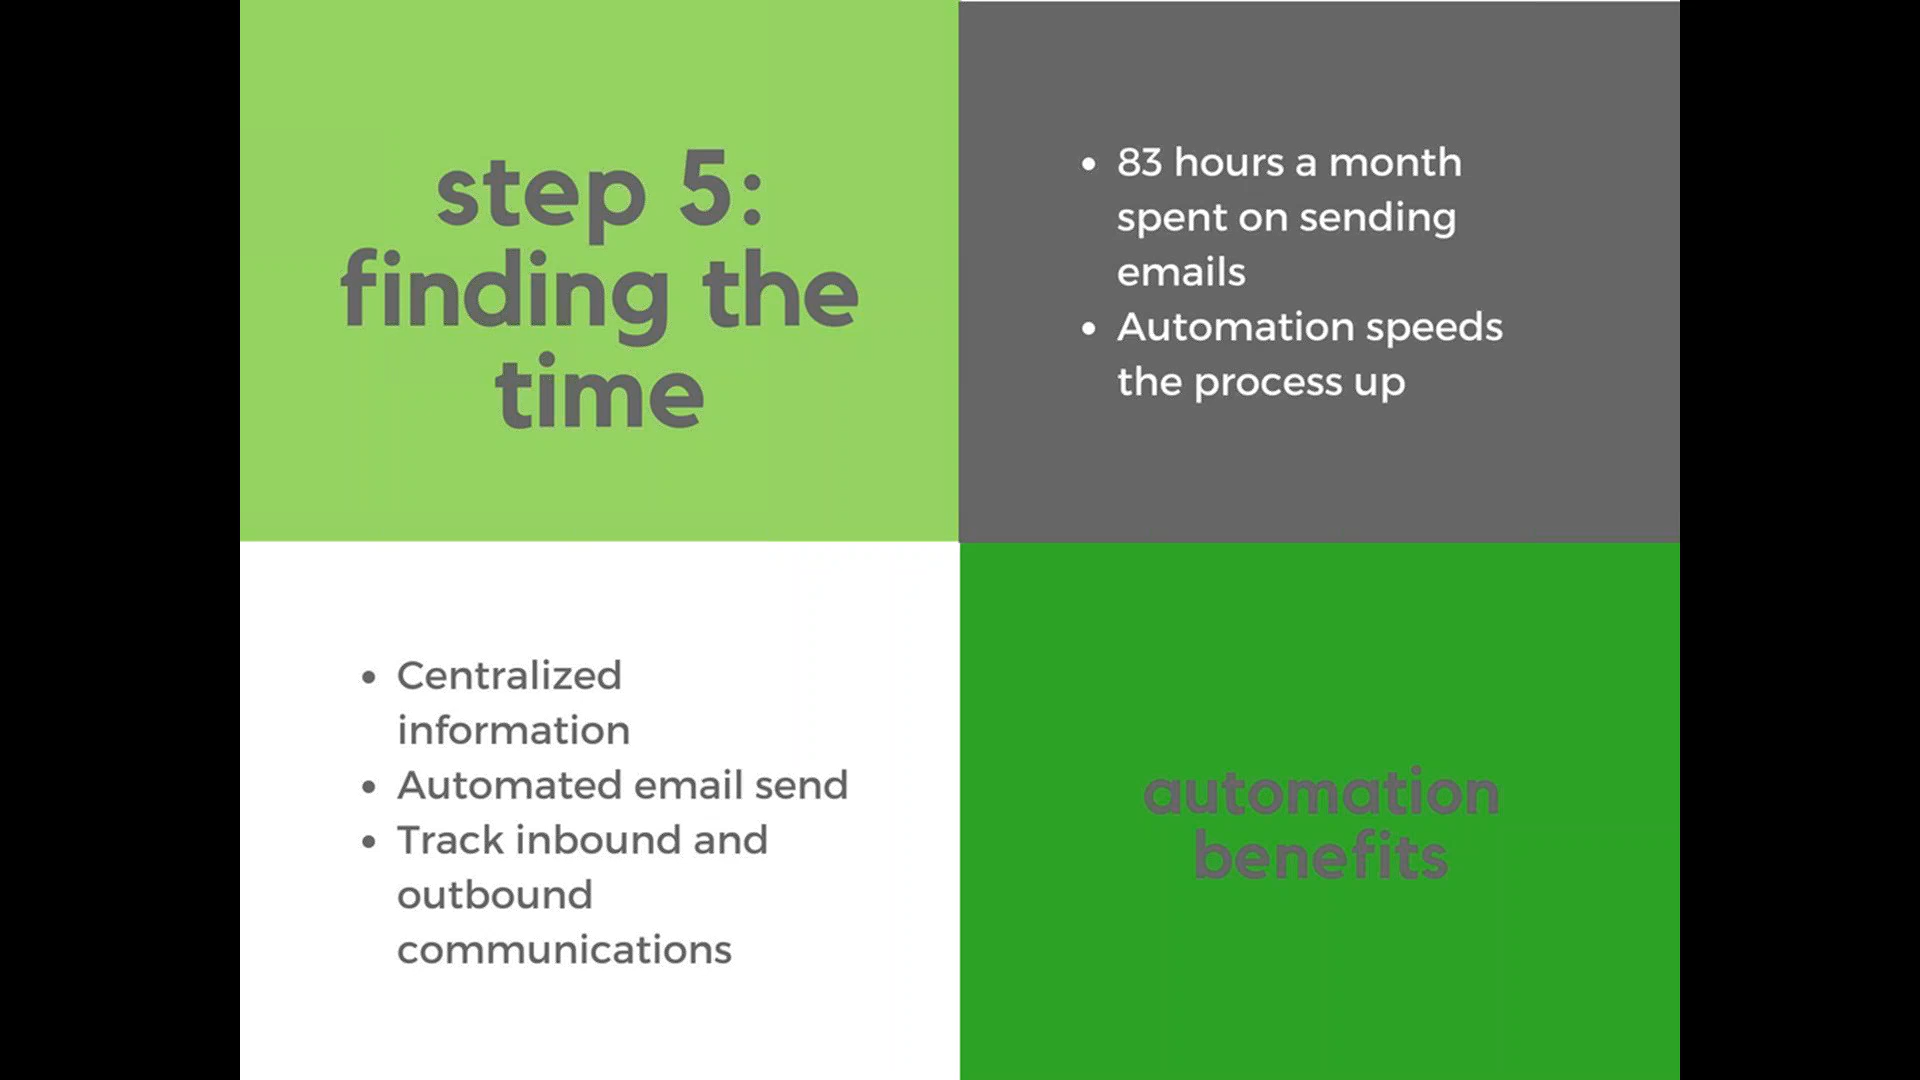 step 5:
finding the
time
• 83 hours a month
spent on sending
emails
• Automation speeds
the process up
• Centralized
information
• Automated email send
• Track inbound and
outbound
communications
automation
benefits